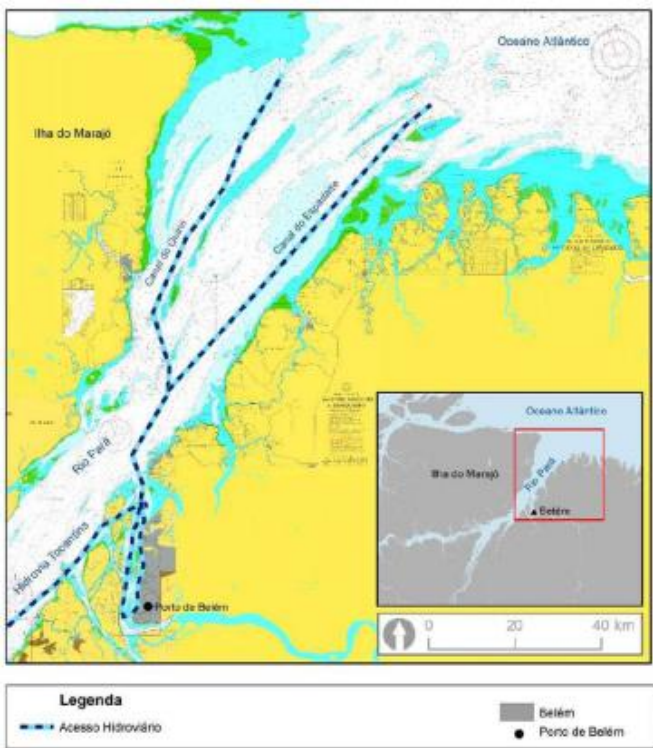 Oceano Atlântico
Ilha do Marajó
Canal do Quiriri
Canal do Espadarte
Rio Pará
Hidrovia Tocantins
Porto de Belém
Oceano Atlântico
Ilha do Marajó
Rio Pará
Belém
0 20 40 km
Legenda
Acesso Hidroviário
Belém
Porto de Belém